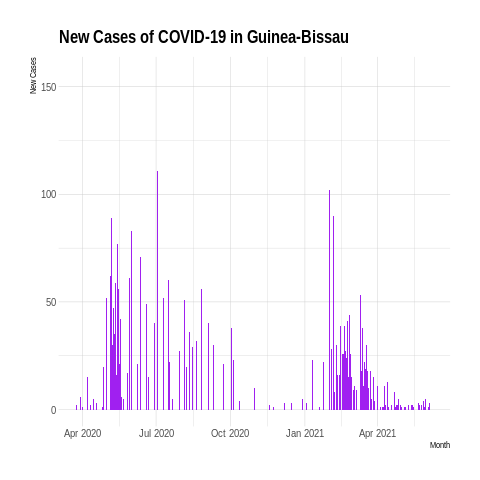 New Cases of COVID-19 in Guinea-Bissau
New Cases
150
100
50
0
Apr 2020 Jul 2020 Oct 2020 Jan 2021 Apr 2021
Month